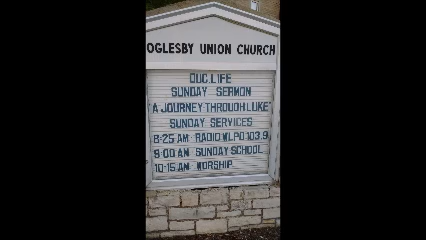 OGLESBY UNION CHURCH
OUC.LIFE
SUNDAY SERMON
"A JOURNEY THROUGH LUKE"
SUNDAY SERVICES
8:25 AM RADIO WLPO 103.9
9:00 AM SUNDAY SCHOOL
10:15 AM WORSHIP